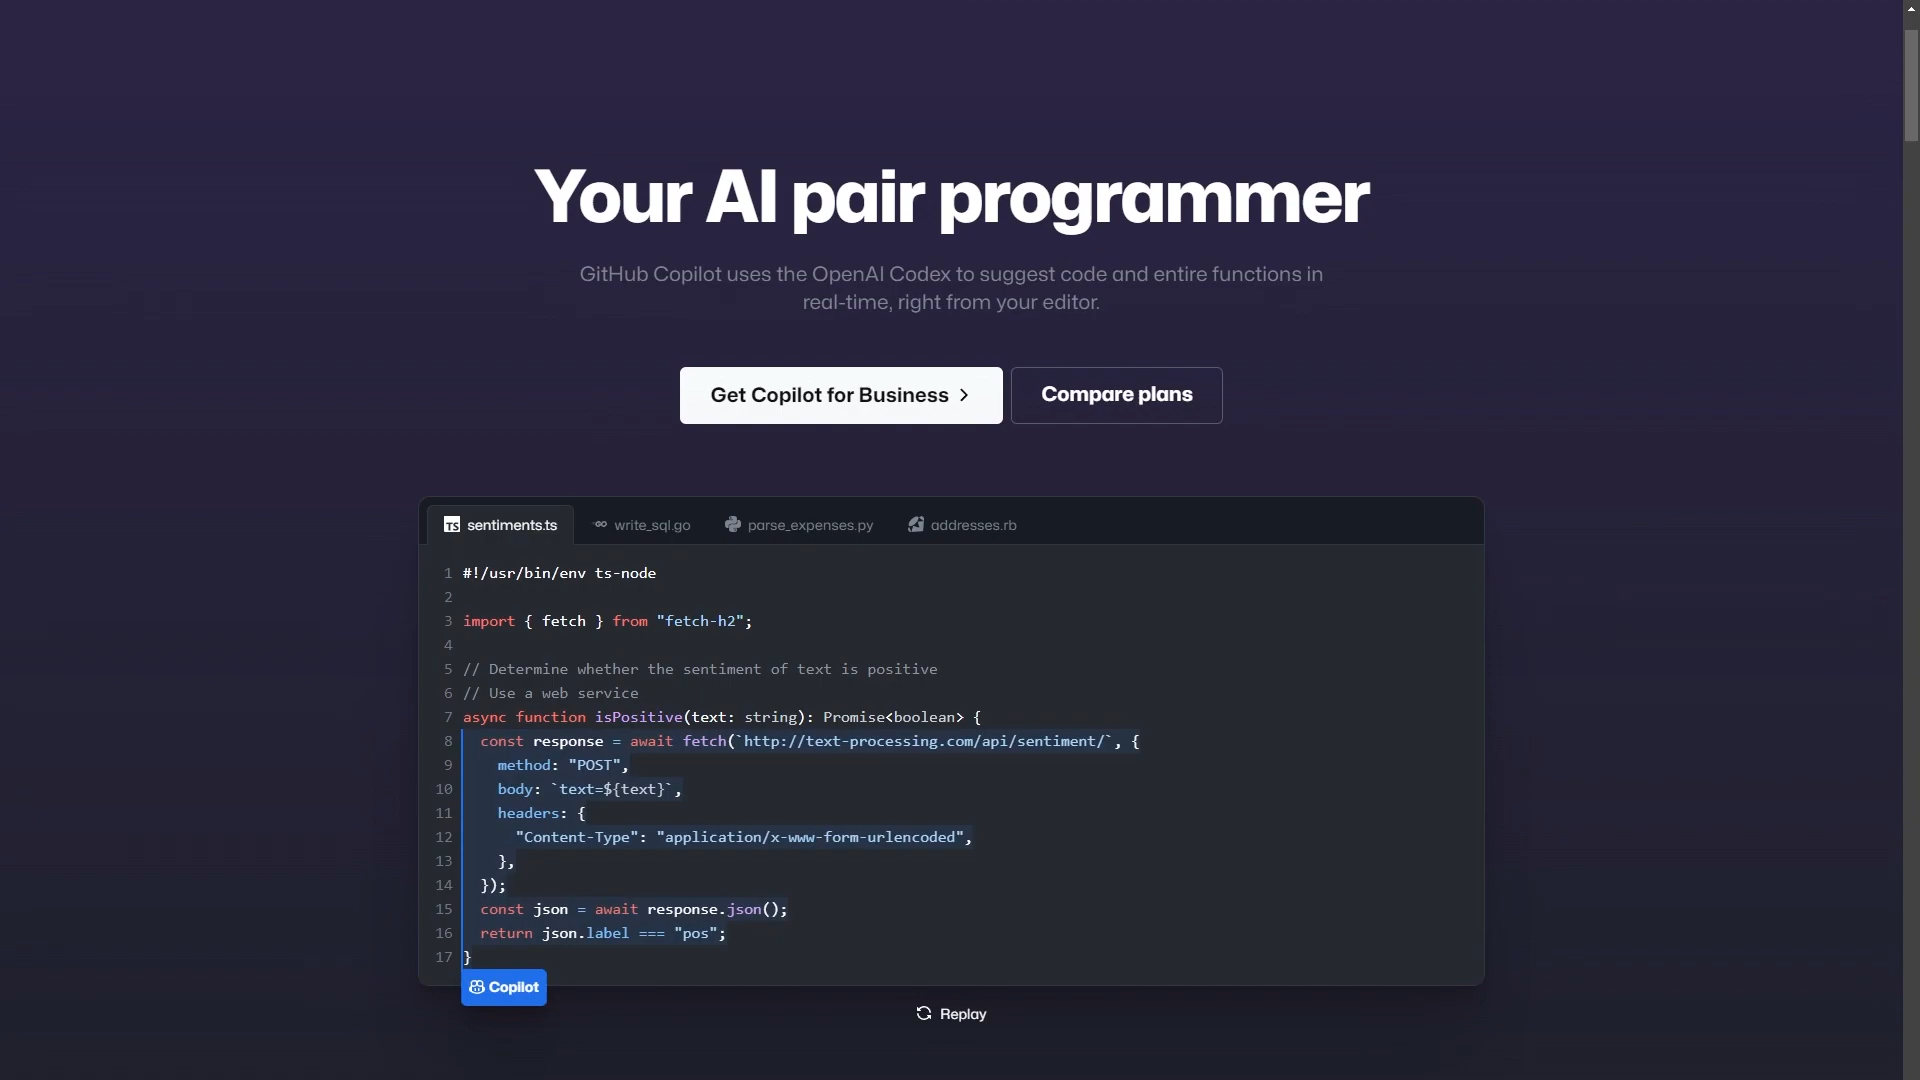 Your AI pair programmer
GitHub Copilot uses the OpenAI Codex to suggest code and entire functions in
real-time, right from your editor.
Get Copilot for Business
Compare plans
TS sentiments.ts
GO write_sql.go
parse_expenses.py
addresses.rb
1 #!/usr/bin/env ts-node
2
3 import { fetch } from "fetch-h2";
4
5 // Determine whether the sentiment of text is positive
6 // Use a web service
7 async function isPositive(text: string): Promise<boolean> {
8 const response = await fetch(`http://text-processing.com/api/sentiment/`, {
9 method: "POST",
10 body: `text=${text}`,
11 headers: {
12 "Content-Type": "application/x-www-form-urlencoded",
13 },
14 });
15 const json = await response.json();
16 return json.label === "pos";
17 }
Copilot
Replay